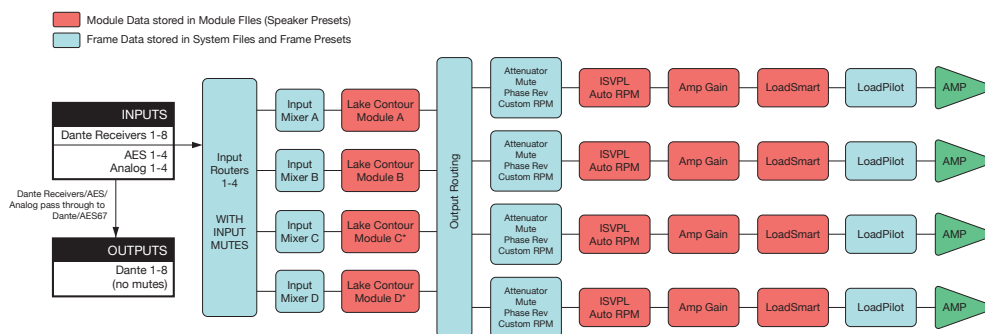 Module Data stored in Module FIles (Speaker Presets)
Frame Data stored in System Files and Frame Presets
INPUTS
Dante Receivers 1-8
AES 1-4
Analog 1-4
Dante Receivers/AES/
Analog pass through to
Dante/AES67
OUTPUTS
Dante 1-8
(no mutes)
Input
Routers
1-4
WITH
INPUT
MUTES
Input
Mixer A
Lake Contour
Module A
Input
Mixer B
Lake Contour
Module B
Input
Mixer C
Lake Contour
Module C*
Input
Mixer D
Lake Contour
Module D*
Output Routing
Attenuator
Mute
Phase Rev
Custom RPM
ISVPL
Auto RPM
Amp Gain
LoadSmart
LoadPilot
AMP
Attenuator
Mute
Phase Rev
Custom RPM
ISVPL
Auto RPM
Amp Gain
LoadSmart
LoadPilot
AMP
Attenuator
Mute
Phase Rev
Custom RPM
ISVPL
Auto RPM
Amp Gain
LoadSmart
LoadPilot
AMP
Attenuator
Mute
Phase Rev
Custom RPM
ISVPL
Auto RPM
Amp Gain
LoadSmart
LoadPilot
AMP